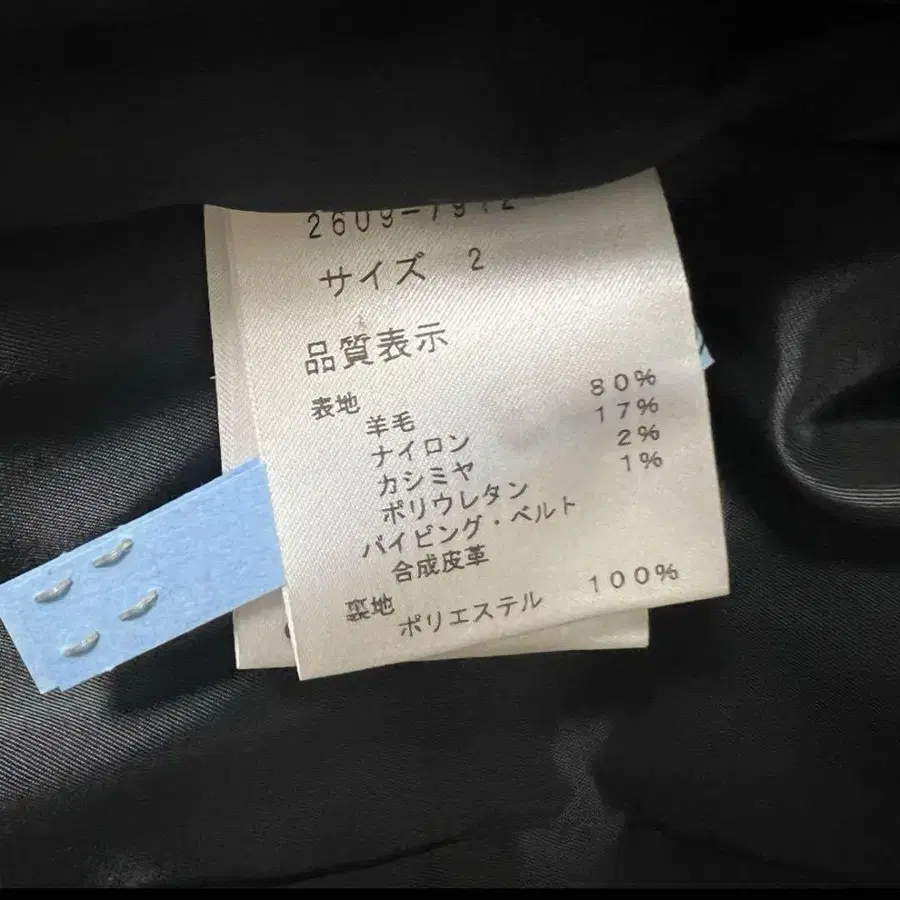 サイズ 2
品質表示
表地
羊毛 80%
ナイロン 17%
カシミヤ 2%
ポリウレタン 1%
パイピング・ベルト
合成皮革
裏地
ポリエステル 100%